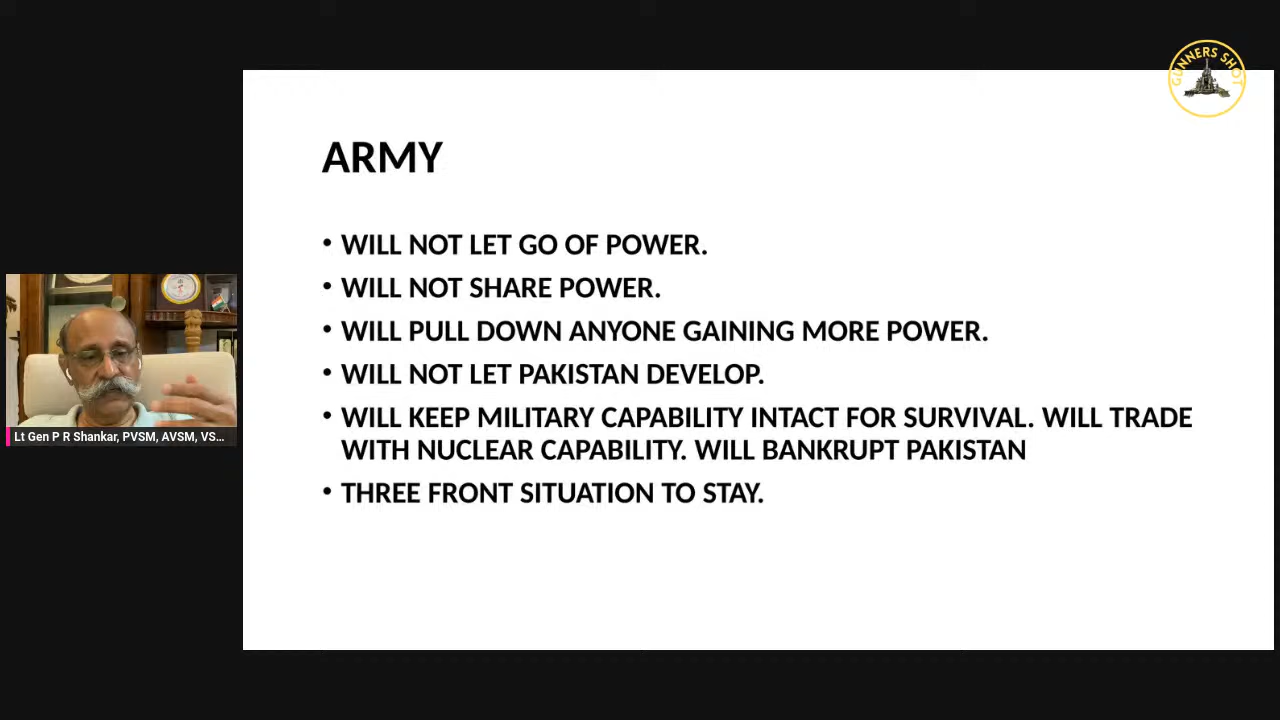 GUNNERS SHOT
ARMY
• WILL NOT LET GO OF POWER.
• WILL NOT SHARE POWER.
• WILL PULL DOWN ANYONE GAINING MORE POWER.
• WILL NOT LET PAKISTAN DEVELOP.
• WILL KEEP MILITARY CAPABILITY INTACT FOR SURVIVAL. WILL TRADE
WITH NUCLEAR CAPABILITY. WILL BANKRUPT PAKISTAN
• THREE FRONT SITUATION TO STAY.
Lt Gen P R Shankar, PVSM, AVSM, VS...